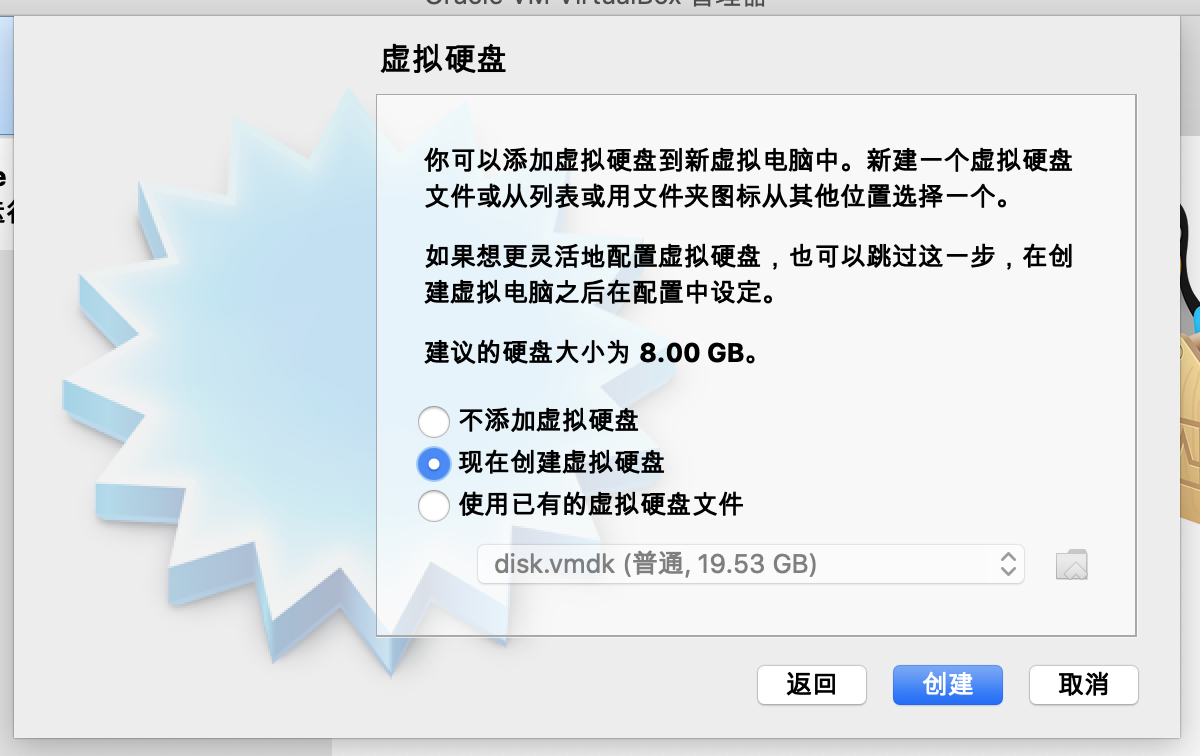 虚拟硬盘
你可以添加虚拟硬盘到新虚拟电脑中。新建一个虚拟硬盘
文件或从列表或用文件夹图标从其他位置选择一个。
如果想更灵活地配置虚拟硬盘，也可以跳过这一步，在创
建虚拟电脑之后在配置中设定。
建议的硬盘大小为 8.00 GB。
不添加虚拟硬盘
现在创建虚拟硬盘
使用已有的虚拟硬盘文件
disk.vmdk (普通, 19.53 GB)
返回 创建 取消